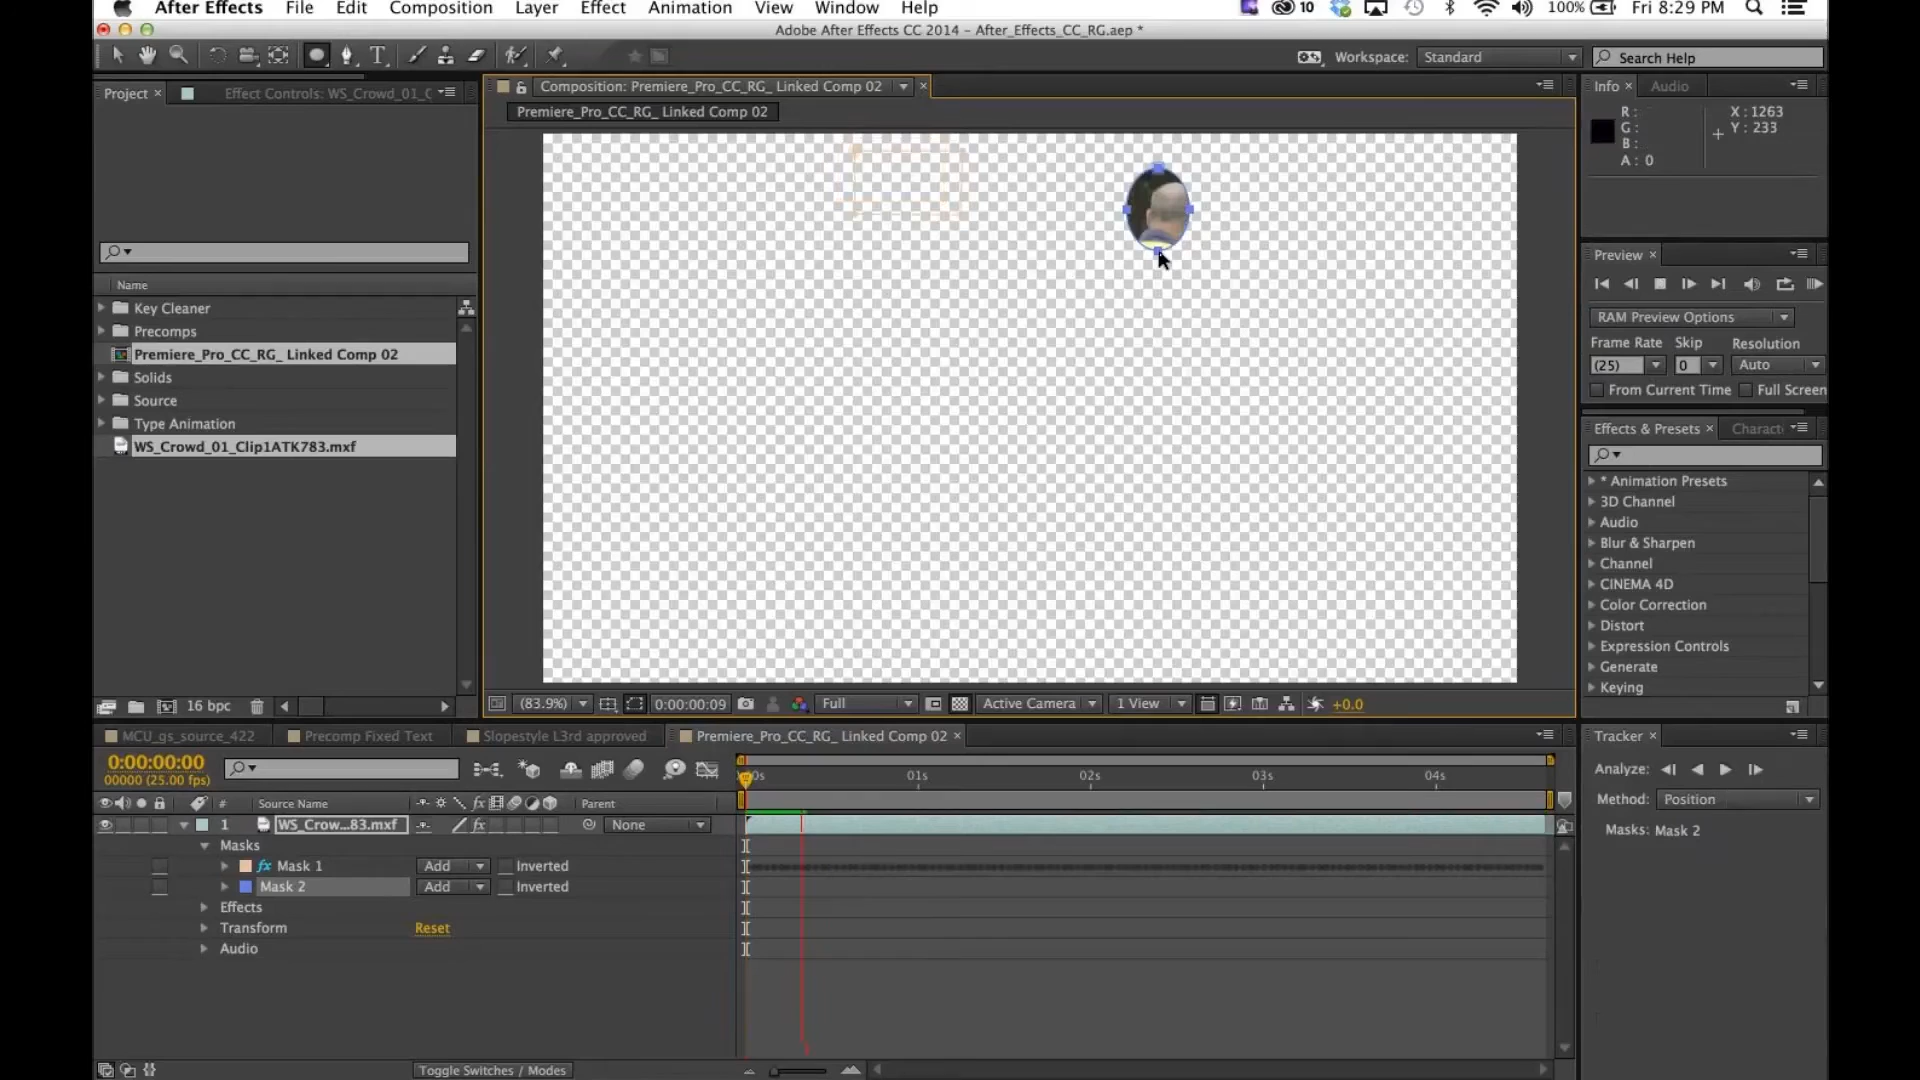 After Effects File Edit Composition Layer Effect Animation View Window Help 10 100% Fri 8:29 PM
Adobe After Effects CC 2014 – After_Effects_CC_RG.aep *
Workspace: Standard Search Help
Project × Effect Controls: WS_Crowd_01_C
Composition: Premiere_Pro_CC_RG_ Linked Comp 02 ×
Premiere_Pro_CC_RG_ Linked Comp 02
Info × Audio
R :
G :
B :
A : 0
X : 1263
Y : 233
Name
Key Cleaner
Precomps
Premiere_Pro_CC_RG_ Linked Comp 02
Solids
Source
Type Animation
WS_Crowd_01_Clip1ATK783.mxf
16 bpc
(83.9%) 0:00:00:09 Full Active Camera 1 View +0.0
Preview ×
RAM Preview Options
Frame Rate Skip Resolution
(25) 0 Auto
From Current Time Full Screen
Effects & Presets × Charact
* Animation Presets
3D Channel
Audio
Blur & Sharpen
Channel
CINEMA 4D
Color Correction
Distort
Expression Controls
Generate
Keying
MCU_gs_source_422 Precomp Fixed Text Slopestyle L3rd approved Premiere_Pro_CC_RG_ Linked Comp 02 ×
0:00:00:00
00000 (25.00 fps)
0s 01s 02s 03s 04s
# Source Name fx Parent
1 WS_Crow...83.mxf fx None
Masks
fx Mask 1 Add Inverted
Mask 2 Add Inverted
Effects
Transform Reset
Audio
Toggle Switches / Modes
Tracker ×
Analyze:
Method: Position
Masks: Mask 2